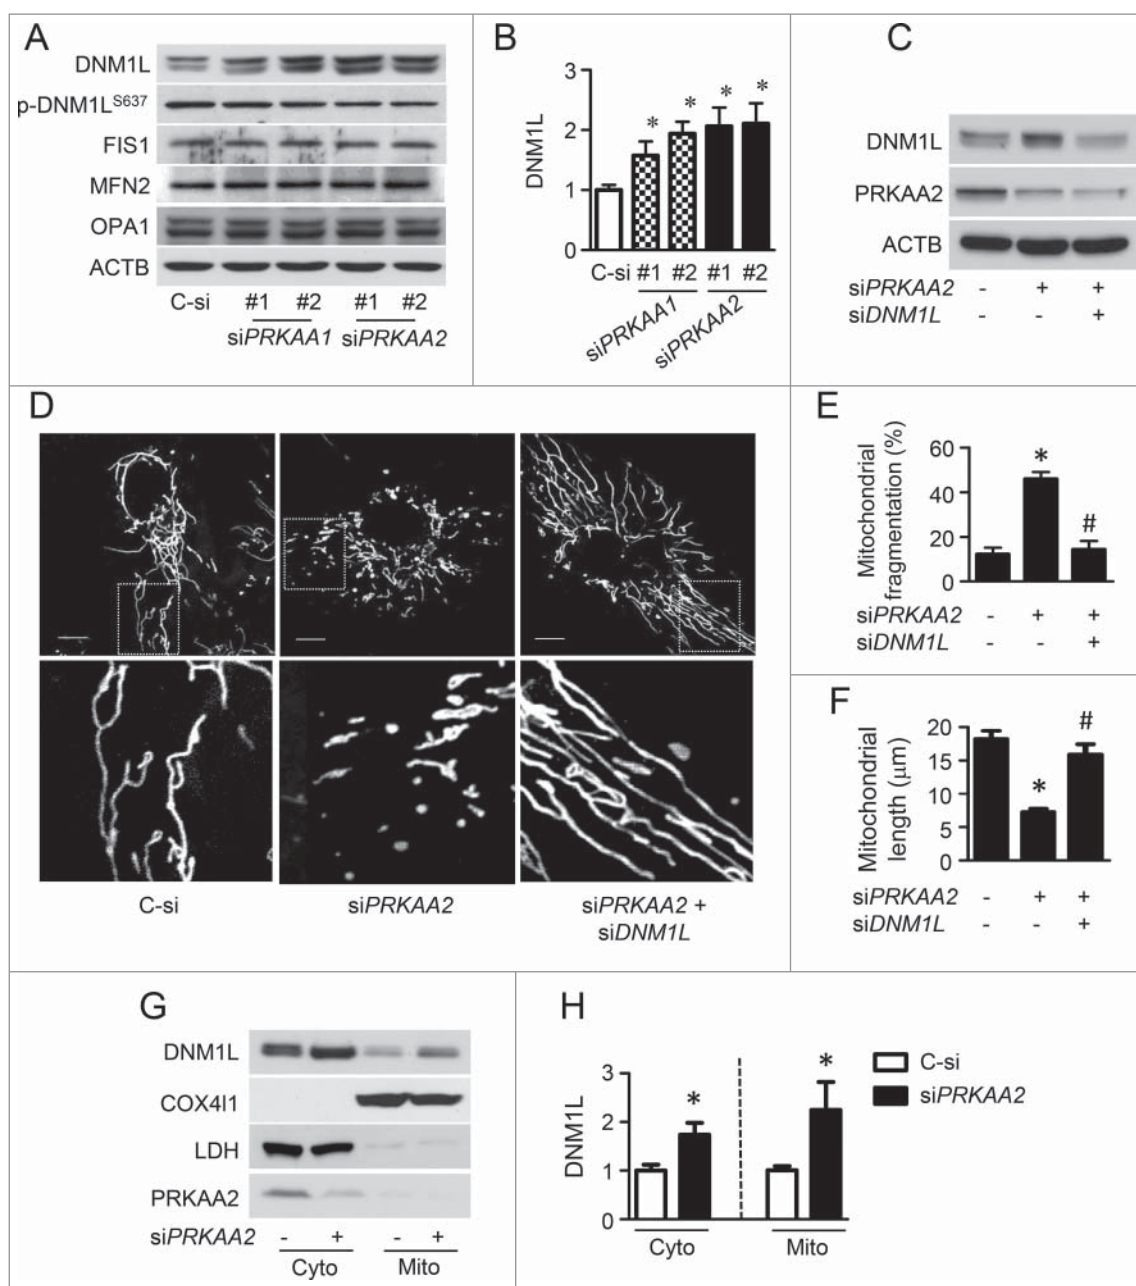 A
DNM1L
p-DNM1L^S637
FIS1
MFN2
OPA1
ACTB
C-si #1 #2 #1 #2
siPRKAA1 siPRKAA2
B
DNM1L
3
2
1
0
* * * *
C-si #1 #2 #1 #2
siPRKAA1 siPRKAA2
C
DNM1L
PRKAA2
ACTB
siPRKAA2 - + +
siDNM1L - - +
D
C-si siPRKAA2 siPRKAA2 +
siDNM1L
E
Mitochondrial
fragmentation (%)
60
40
20
0
* #
siPRKAA2 - + +
siDNM1L - - +
F
Mitochondrial
length (μm)
20
15
10
5
0
* #
siPRKAA2 - + +
siDNM1L - - +
G
DNM1L
COX4I1
LDH
PRKAA2
siPRKAA2 - + - +
Cyto Mito
H
DNM1L
3
2
1
0
* *
Cyto Mito
C-si
siPRKAA2